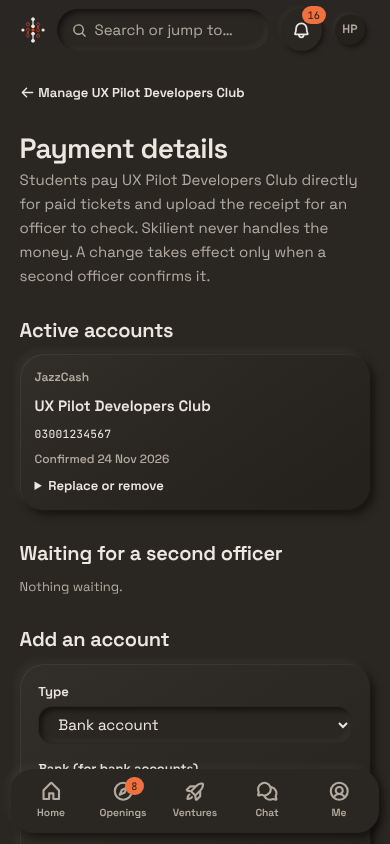 Search or jump to...
16
HP
← Manage UX Pilot Developers Club
Payment details
Students pay UX Pilot Developers Club directly
for paid tickets and upload the receipt for an
officer to check. Skilient never handles the
money. A change takes effect only when a
second officer confirms it.
Active accounts
JazzCash
UX Pilot Developers Club
03001234567
Confirmed 24 Nov 2026
▶ Replace or remove
Waiting for a second officer
Nothing waiting.
Add an account
Type
Bank account
Bank (for bank accounts)
8
Home Openings Ventures Chat Me